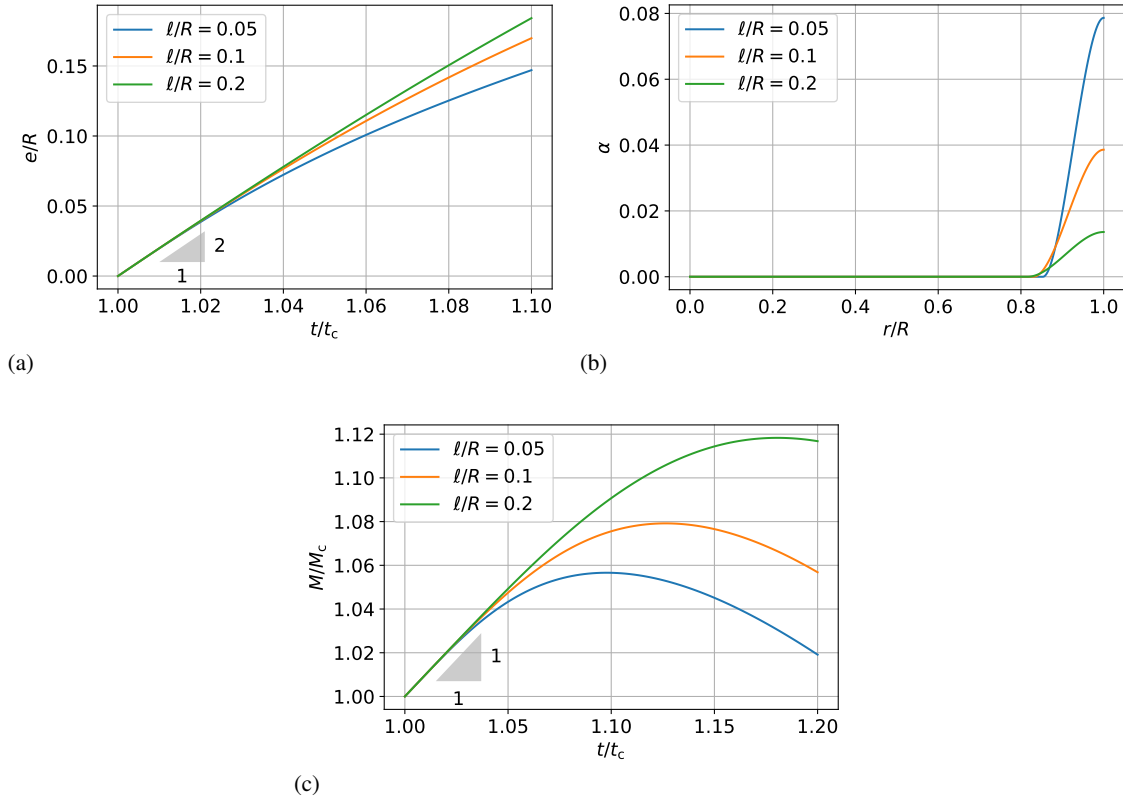 ℓ/R = 0.05
ℓ/R = 0.1
ℓ/R = 0.2
e/R
0.15
0.10
0.05
0.00
2
1
1.00 1.02 1.04 1.06 1.08 1.10
t/t_c
(a)
ℓ/R = 0.05
ℓ/R = 0.1
ℓ/R = 0.2
α
0.08
0.06
0.04
0.02
0.00
0.0 0.2 0.4 0.6 0.8 1.0
r/R
(b)
ℓ/R = 0.05
ℓ/R = 0.1
ℓ/R = 0.2
M/M_c
1.12
1.10
1.08
1.06
1.04
1.02
1.00
1
1
1.00 1.05 1.10 1.15 1.20
t/t_c
(c)